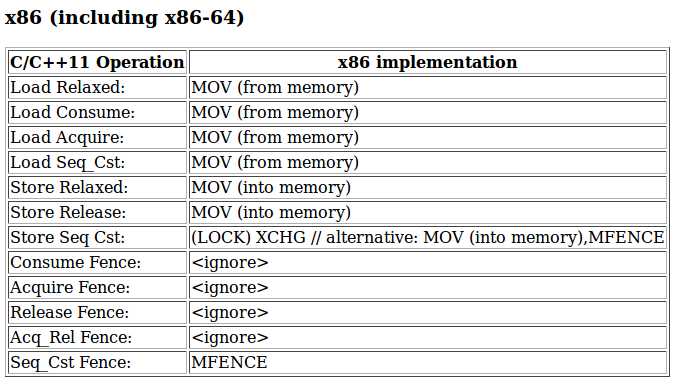 x86 (including x86-64)
C/C++11 Operation x86 implementation
Load Relaxed: MOV (from memory)
Load Consume: MOV (from memory)
Load Acquire: MOV (from memory)
Load Seq_Cst: MOV (from memory)
Store Relaxed: MOV (into memory)
Store Release: MOV (into memory)
Store Seq Cst: (LOCK) XCHG // alternative: MOV (into memory),MFENCE
Consume Fence: <ignore>
Acquire Fence: <ignore>
Release Fence: <ignore>
Acq_Rel Fence: <ignore>
Seq_Cst Fence: MFENCE